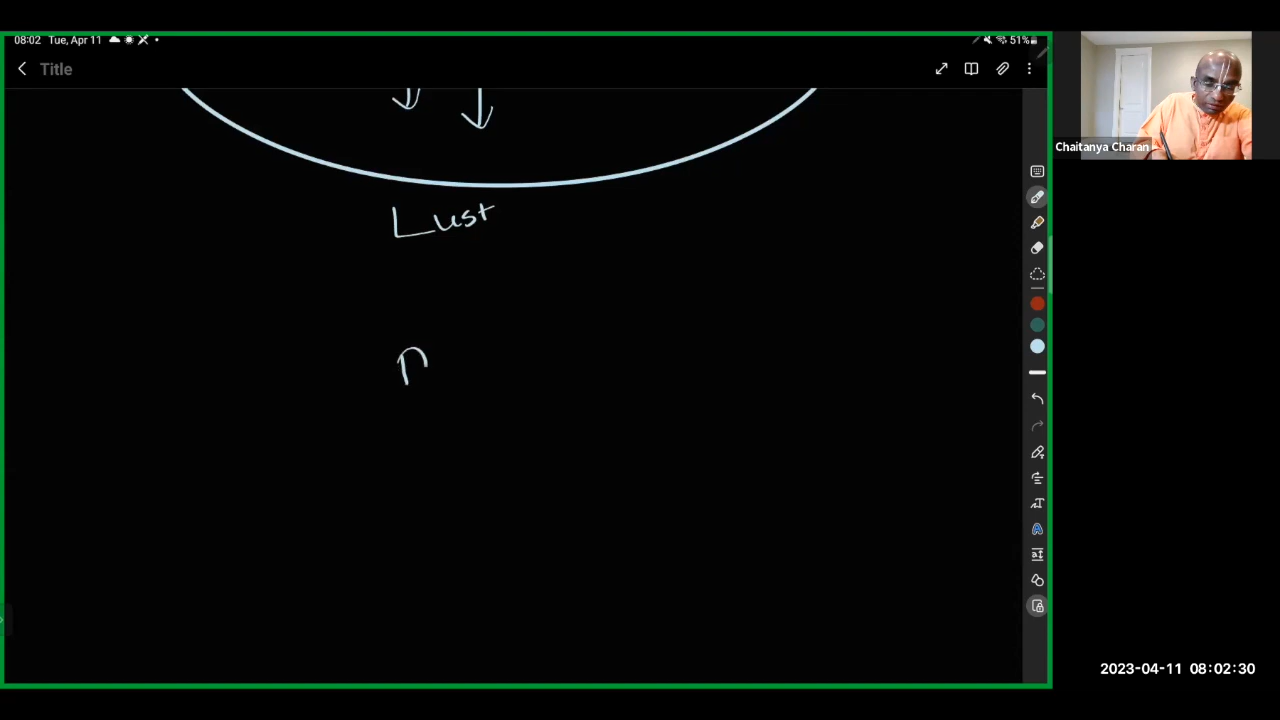 08:02 Tue, Apr 11
51%
Title
Chaitanya Charan
Lust
2023-04-11 08:02:30